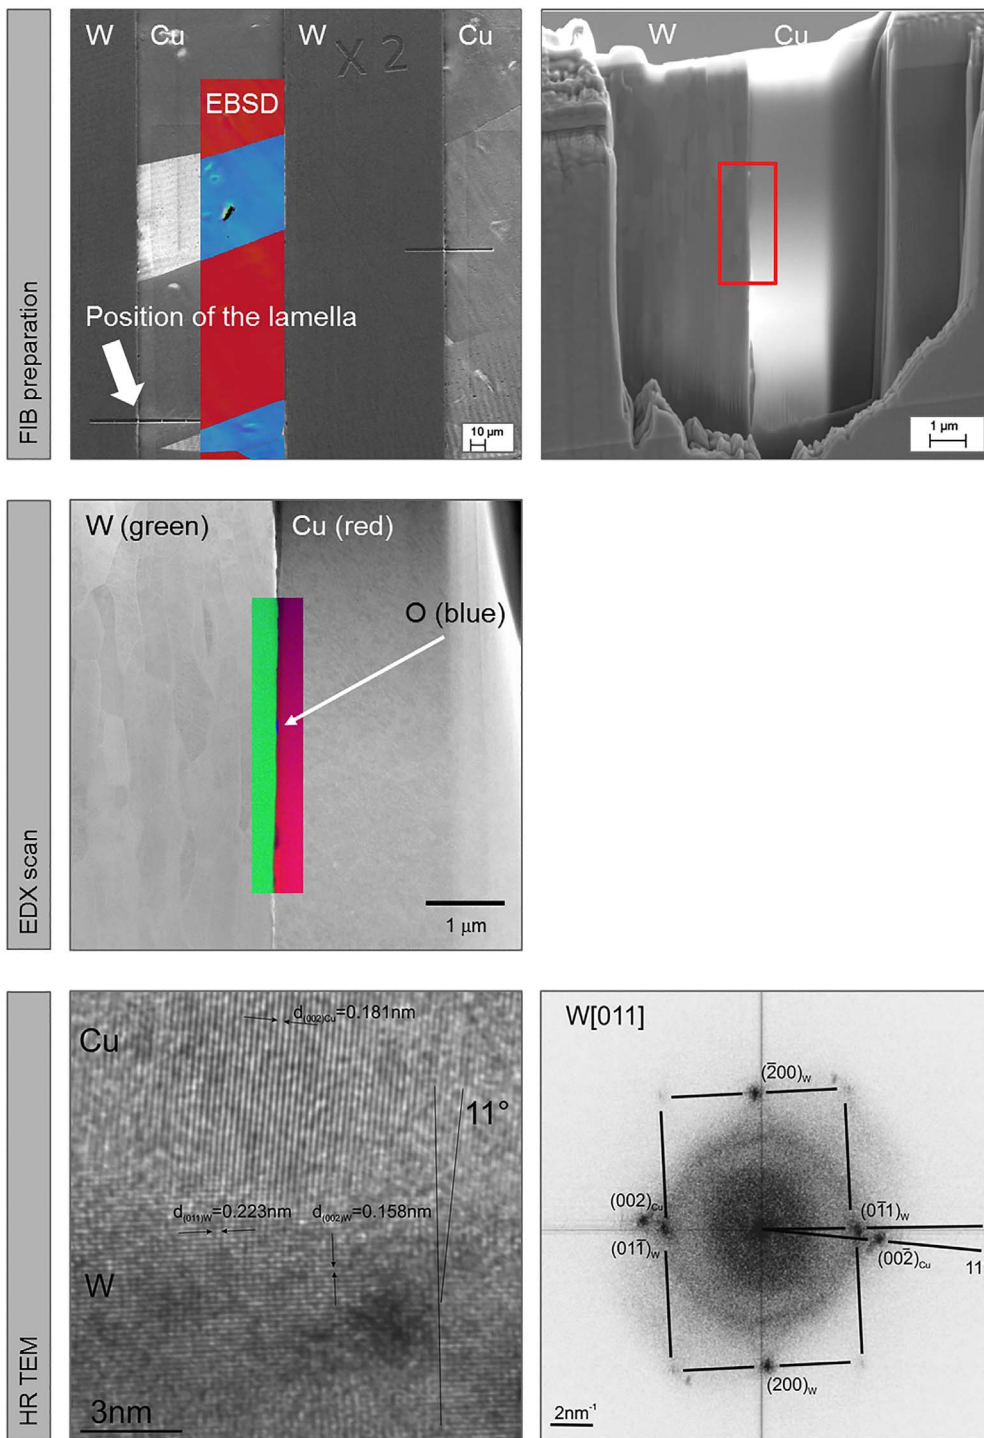 FIB preparation
W
Cu
W
Cu
X 2
EBSD
Position of the lamella
10 µm
W
Cu
1 µm
EDX scan
W (green)
Cu (red)
O (blue)
1 µm
HR TEM
d(002)Cu=0.181nm
Cu
11°
d(011)W=0.223nm
d(002)W=0.158nm
W
3nm
W[011]
(2̅00)W
(002)Cu
(01̅1)W
(011̅)W
(002̅)Cu
11
(200)W
2nm⁻¹